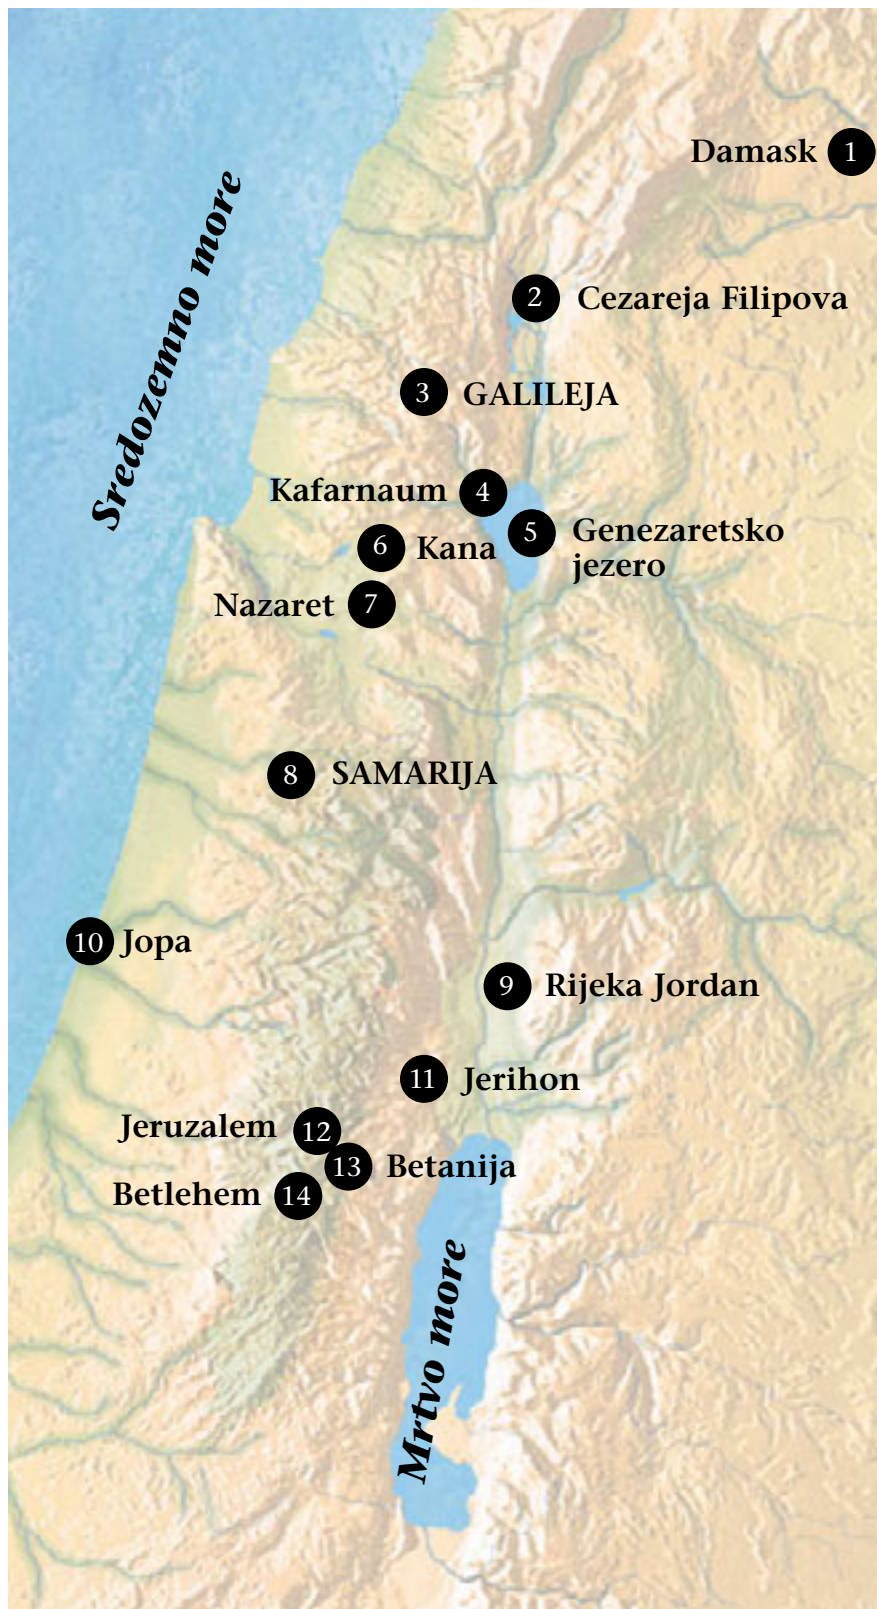 Damask 1
Sredozemno more
2 Cezareja Filipova
3 GALILEJA
Kafarnaum 4
5 Genezaretsko
jezero
6 Kana
Nazaret 7
8 SAMARIJA
10 Jopa
9 Rijeka Jordan
11 Jerihon
Jeruzalem 12
13 Betanija
Betlehem 14
Mrtvo more